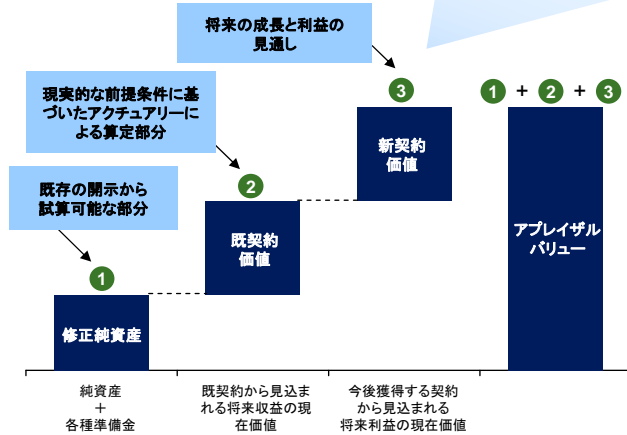 将来の成長と利益の
見通し
現実的な前提条件に基
づいたアクチュアリーに
よる算定部分
既存の開示から
試算可能な部分
1
2
3
1 + 2 + 3
修正純資産
既契約
価値
新契約
価値
アプレイザル
バリュー
純資産
+
各種準備金
既契約から見込ま
れる将来収益の現
在価値
今後獲得する契約
から見込まれる
将来利益の現在価値